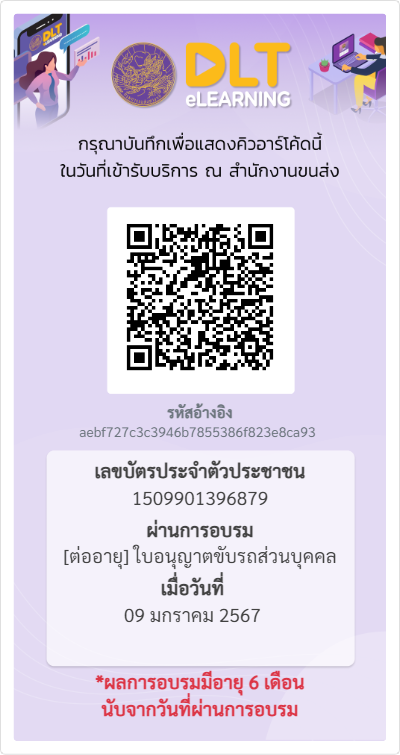 DLT
DLT
eLEARNING
กรุณาบันทึกเพื่อแสดงคิวอาร์โค้ดนี้
ในวันที่เข้ารับบริการ ณ สำนักงานขนส่ง
รหัสอ้างอิง
aebf727c3c3946b7855386f823e8ca93
เลขบัตรประจำตัวประชาชน
1509901396879
ผ่านการอบรม
[ต่ออายุ] ใบอนุญาตขับรถส่วนบุคคล
เมื่อวันที่
09 มกราคม 2567
*ผลการอบรมมีอายุ 6 เดือน
นับจากวันที่ผ่านการอบรม